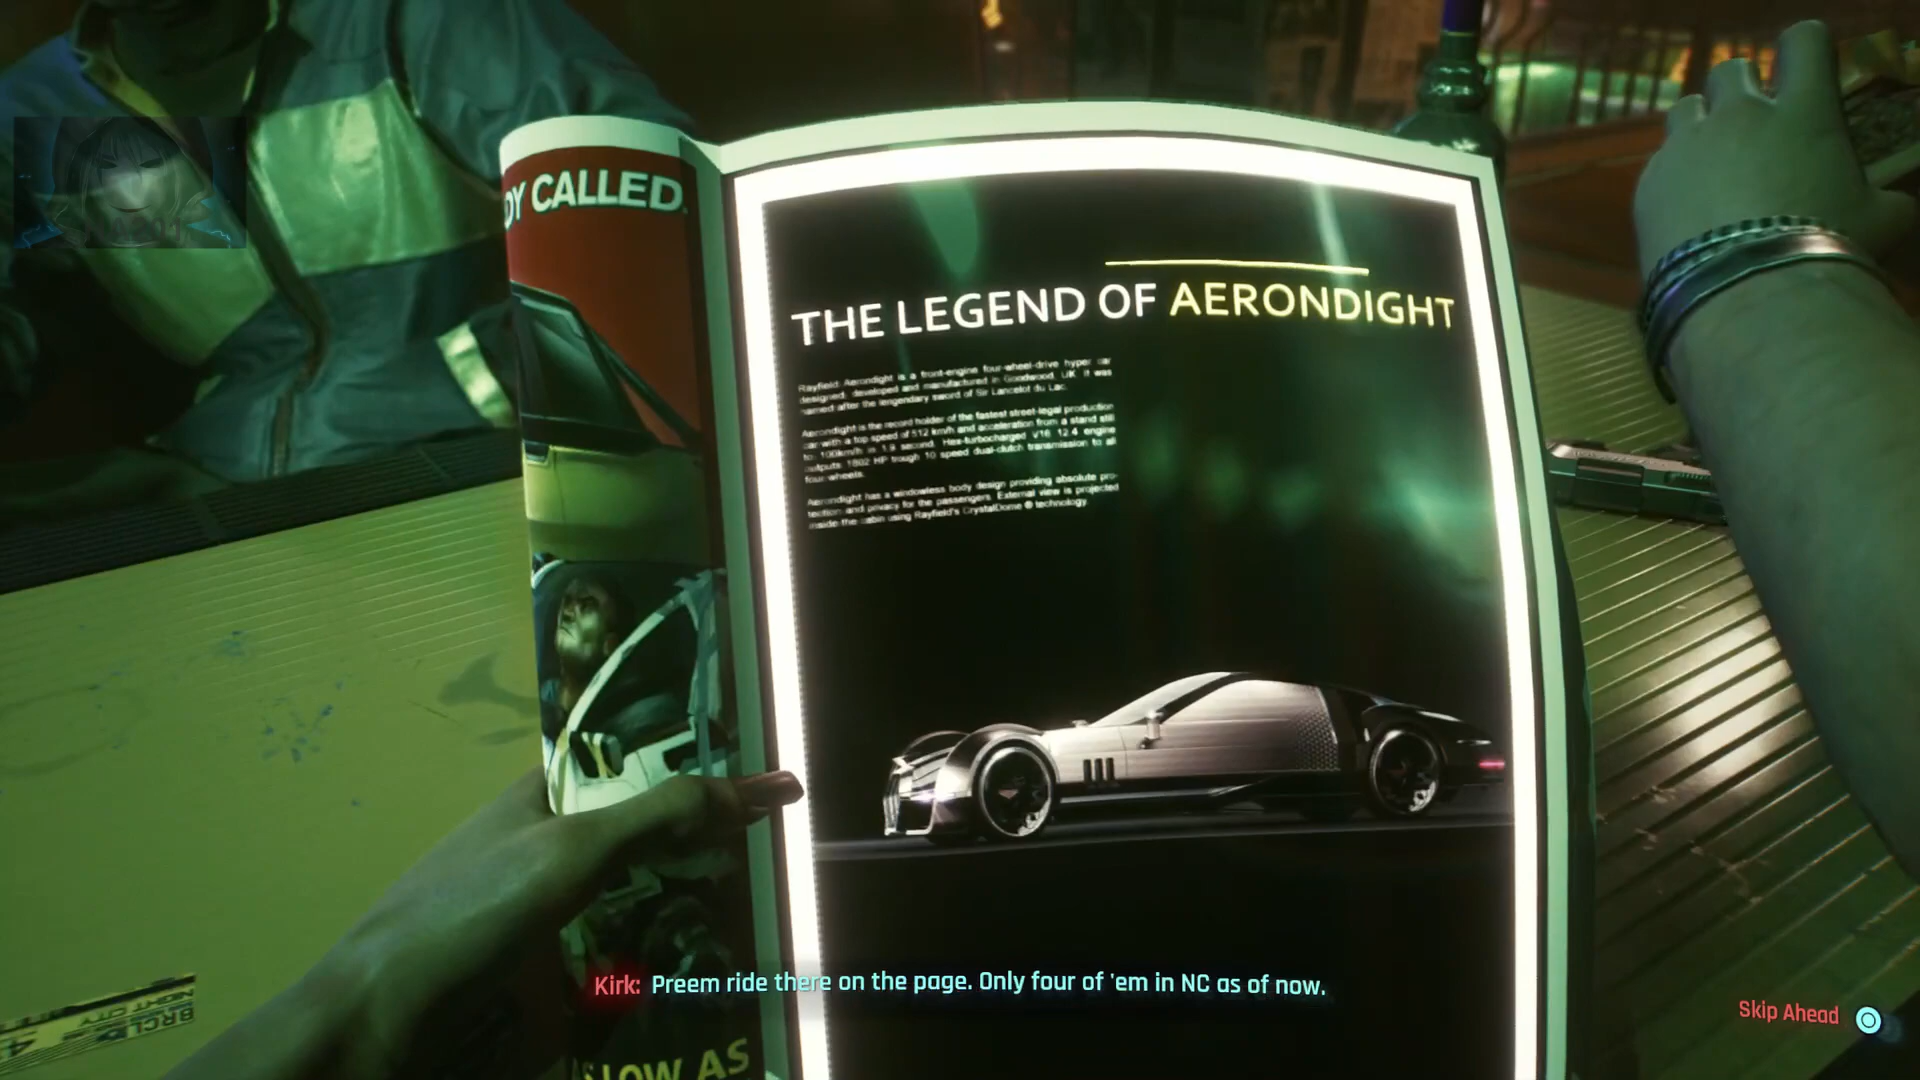 DY CALLED.
THE LEGEND OF AERONDIGHT
Rayfield Aerondight is a front-engine four-wheel-drive hyper car
designed, developed and manufactured in Goodwood, UK. It was
named after the lengendary sword of Sir Lancelot du Lac.
Aerondight is the record holder of the fastest street-legal production
car with a top speed of 512 km/h and acceleration from a stand still
to 100km/h in 1.9 second. Hex-turbocharged V16 12.4 engine
outputs 1802 HP trough 10 speed dual-clutch transmission to all
four-wheels.
Aerondight has a windowless body design providing absolute pro-
tection and privacy for the passengers. External view is projected
inside the cabin using Rayfield's CrystalDome ® technology
Kirk: Preem ride there on the page. Only four of 'em in NC as of now.
Skip Ahead
NIGHT CITY
BRCLD
LOW AS